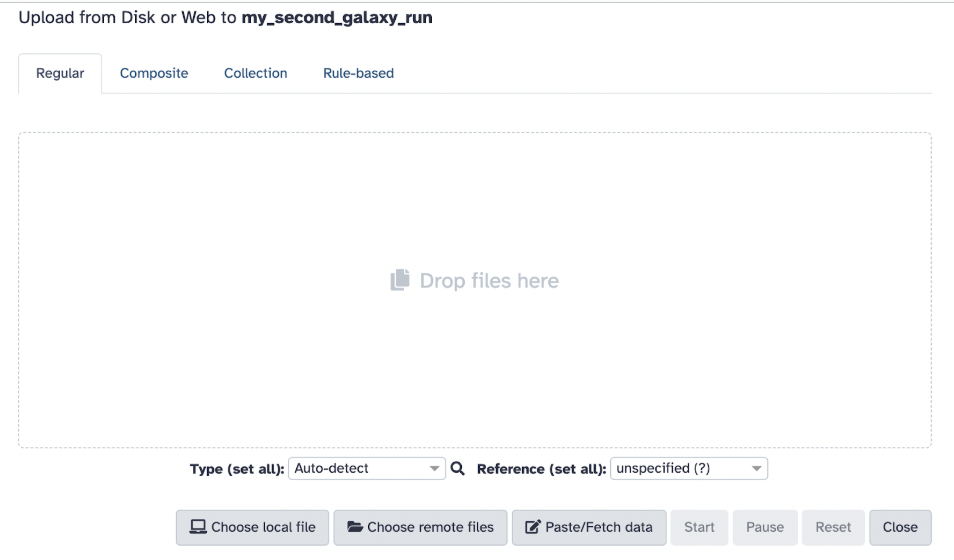 Upload from Disk or Web to my_second_galaxy_run
Regular Composite Collection Rule-based
Drop files here
Type (set all): Auto-detect Reference (set all): unspecified (?)
Choose local file Choose remote files Paste/Fetch data Start Pause Reset Close